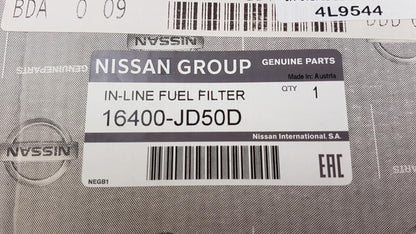 BDA 0 09
4L9544
NISSAN GROUP
GENUINE PARTS
Made in: Austria
IN-LINE FUEL FILTER
QTY 1
16400-JD50D
Nissan International S.A.
NEGB1
EAC
GENUINEPARTS
NISSAN
NISSAN